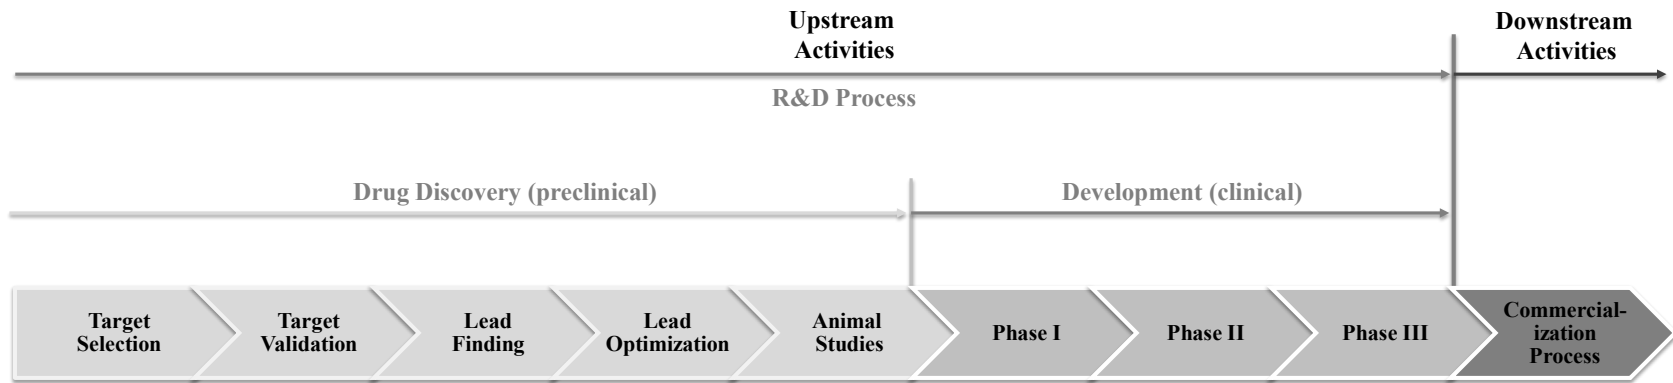 Upstream
Activities
Downstream
Activities
R&D Process
Drug Discovery (preclinical)
Development (clinical)
Target
Selection
Target
Validation
Lead
Finding
Lead
Optimization
Animal
Studies
Phase I
Phase II
Phase III
Commercial-
ization
Process